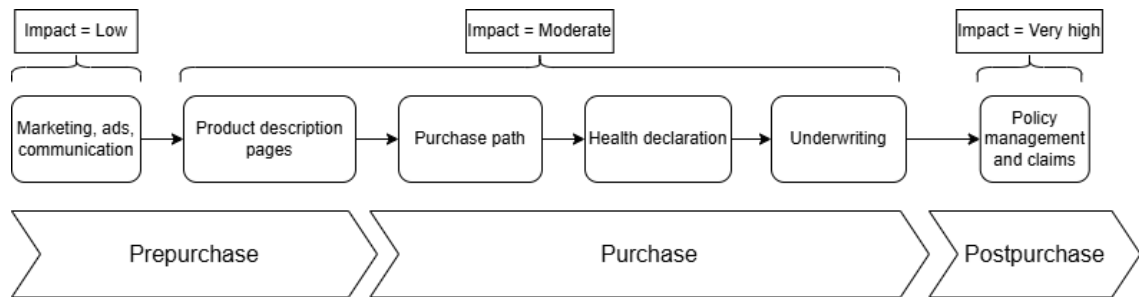 Impact = Low
Impact = Moderate
Impact = Very high
Marketing, ads,
communication
Product description
pages
Purchase path
Health declaration
Underwriting
Policy
management
and claims
Prepurchase
Purchase
Postpurchase